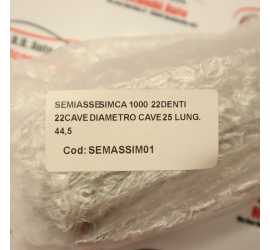 SEMIASSESIMCA 1000 22DENTI
22CAVE DIAMETRO CAVE 25 LUNG.
44,5
Cod: SEMASSIM01